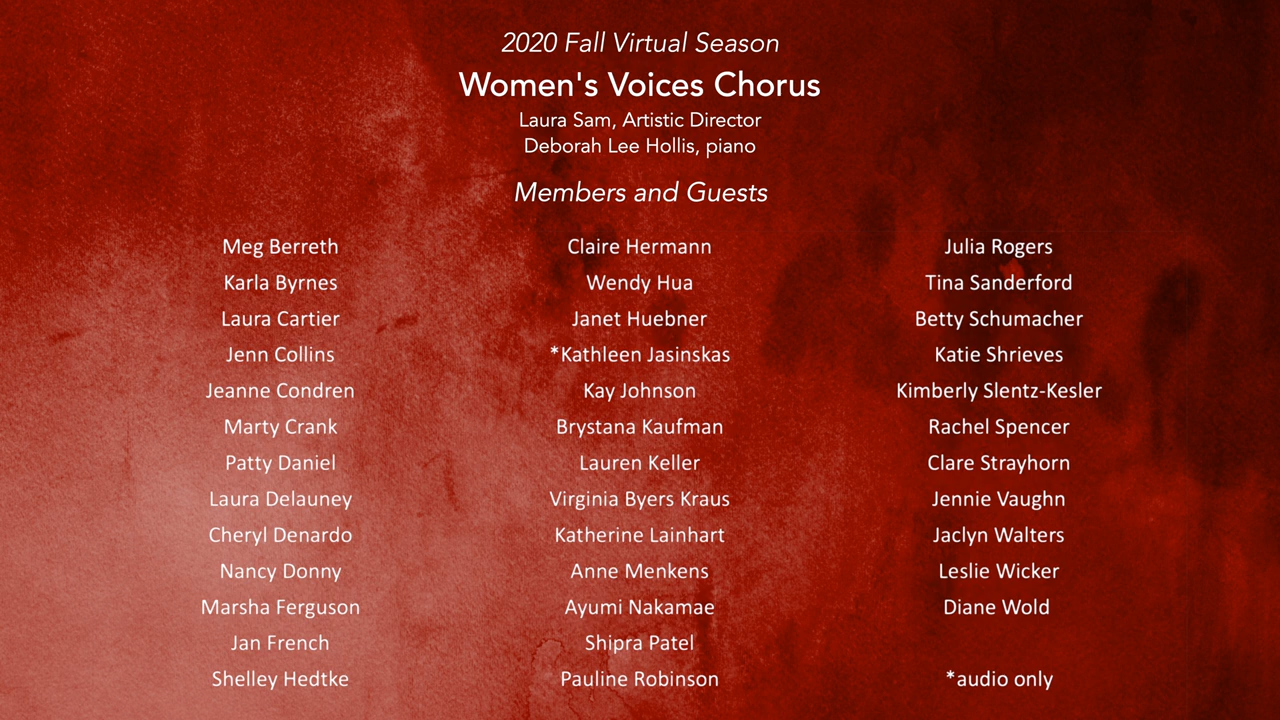 2020 Fall Virtual Season
Women's Voices Chorus
Laura Sam, Artistic Director
Deborah Lee Hollis, piano
Members and Guests
Meg Berreth
Karla Byrnes
Laura Cartier
Jenn Collins
Jeanne Condren
Marty Crank
Patty Daniel
Laura Delauney
Cheryl Denardo
Nancy Donny
Marsha Ferguson
Jan French
Shelley Hedtke
Claire Hermann
Wendy Hua
Janet Huebner
*Kathleen Jasinskas
Kay Johnson
Brystana Kaufman
Lauren Keller
Virginia Byers Kraus
Katherine Lainhart
Anne Menkens
Ayumi Nakamae
Shipra Patel
Pauline Robinson
Julia Rogers
Tina Sanderford
Betty Schumacher
Katie Shrieves
Kimberly Slentz-Kesler
Rachel Spencer
Clare Strayhorn
Jennie Vaughn
Jaclyn Walters
Leslie Wicker
Diane Wold
*audio only